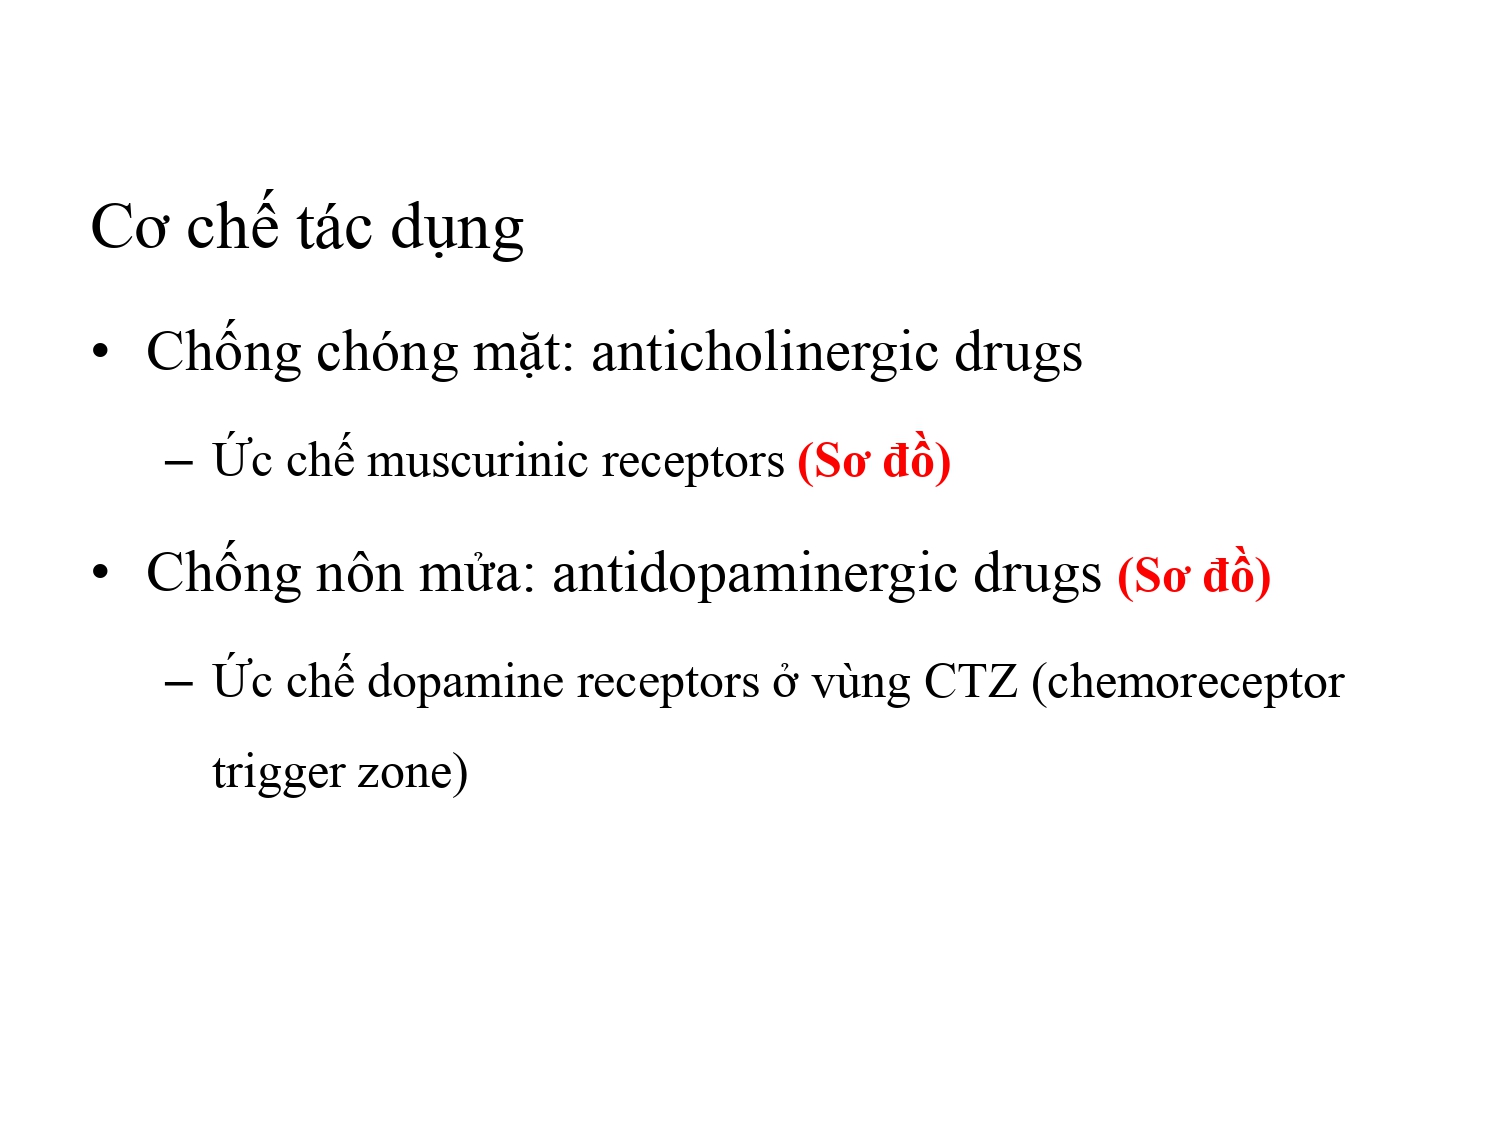 Cơ chế tác dụng
• Chống chóng mặt: anticholinergic drugs
– Ức chế muscurinic receptors (Sơ đồ)
• Chống nôn mửa: antidopaminergic drugs (Sơ đồ)
– Ức chế dopamine receptors ở vùng CTZ (chemoreceptor
trigger zone)